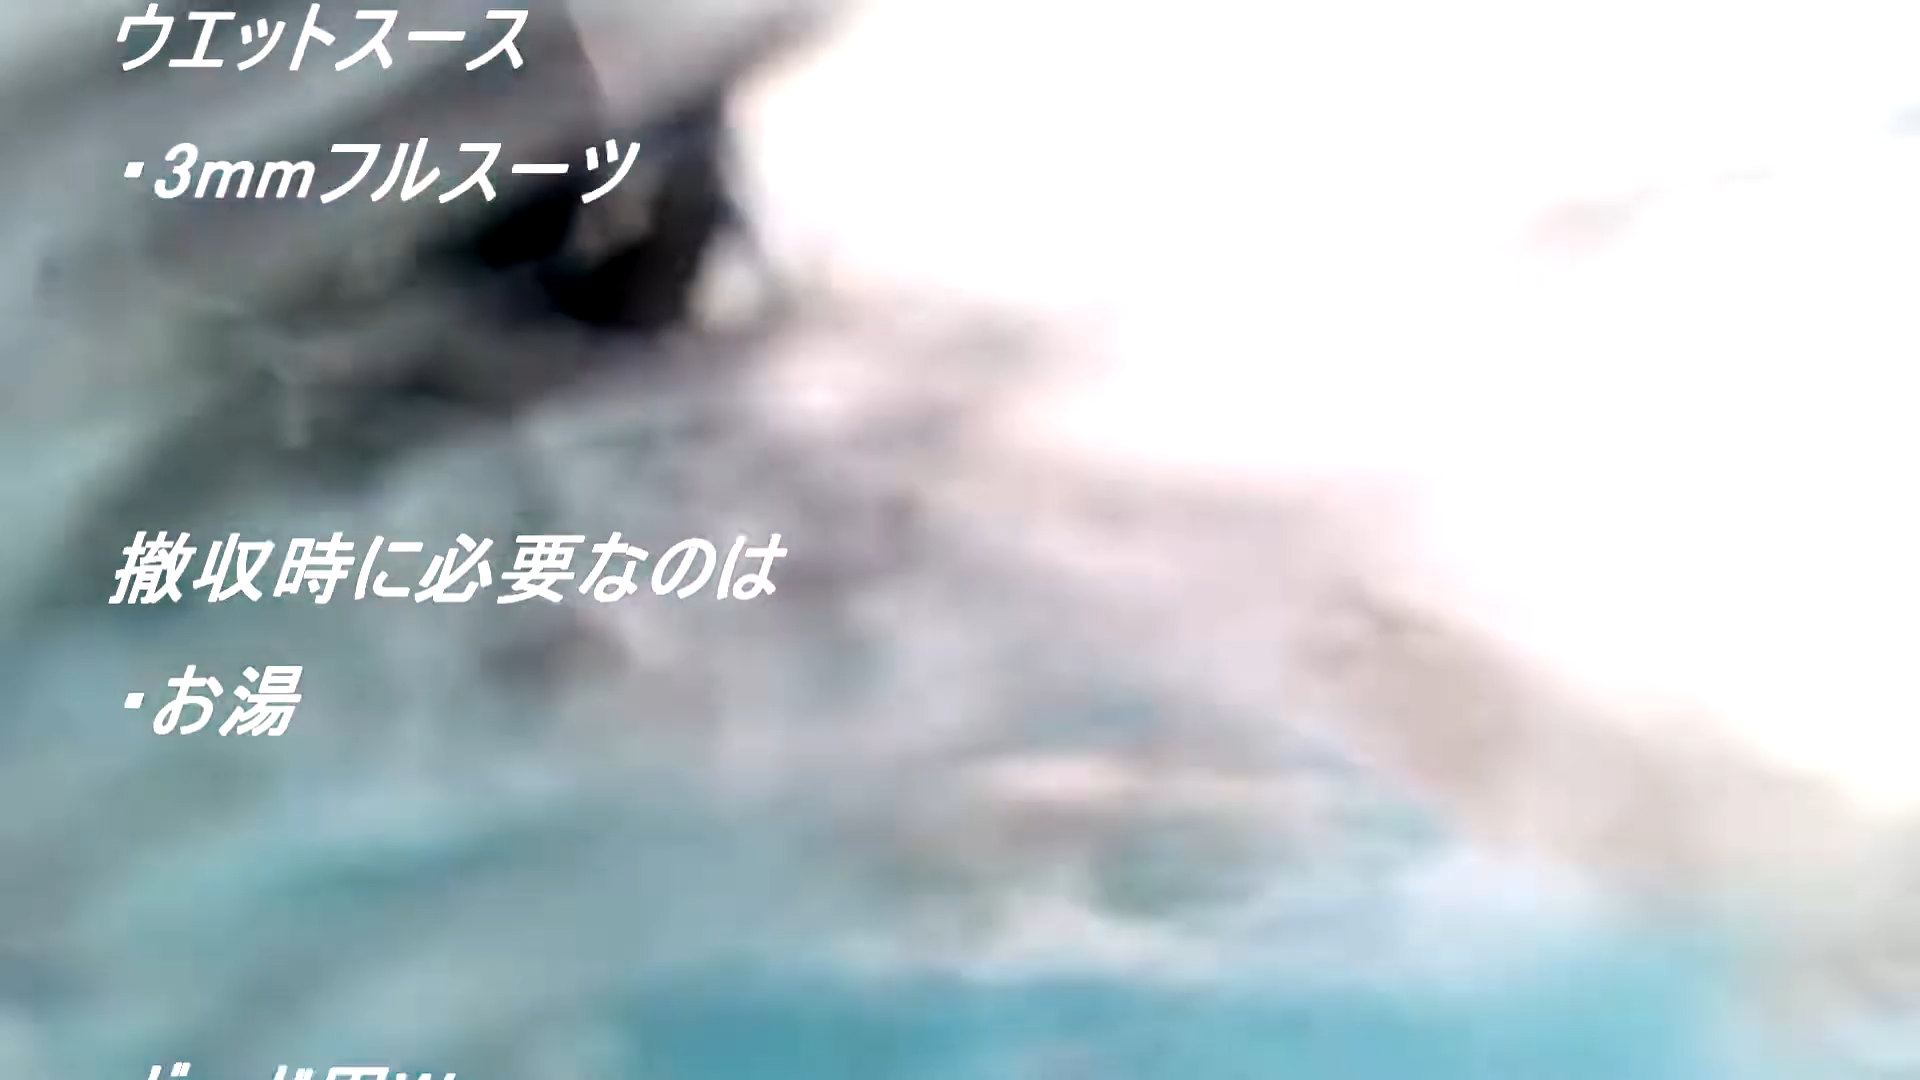 ウエットスース
・3mmフルスーツ
撤収時に必要なのは
・お湯